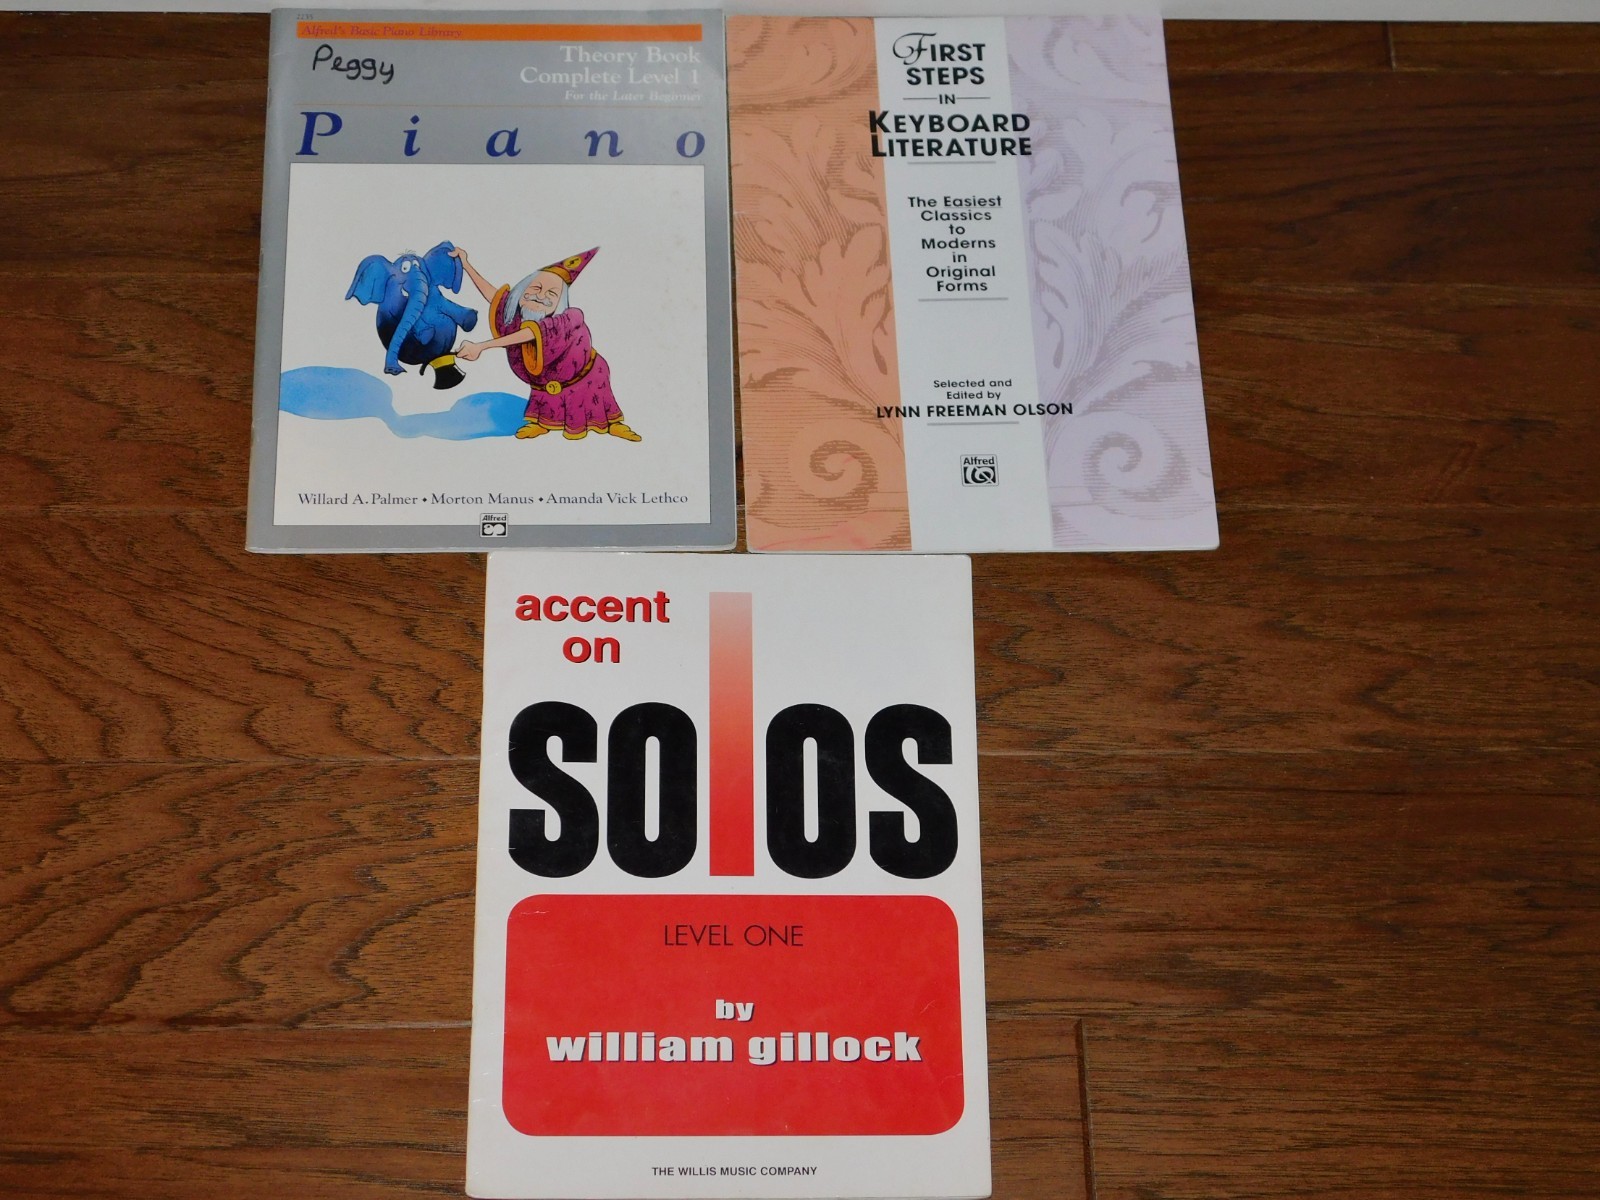 2235
Alfred's Basic Piano Library
Peggy
Theory Book
Complete Level 1
For the Later Beginner
Piano
Willard A. Palmer • Morton Manus • Amanda Vick Lethco
Alfred
FIRST
STEPS
IN
KEYBOARD
LITERATURE
The Easiest
Classics
to
Moderns
in
Original
Forms
Selected and
Edited by
LYNN FREEMAN OLSON
Alfred
accent
on
SOlOS
LEVEL ONE
by
william gillock
THE WILLIS MUSIC COMPANY